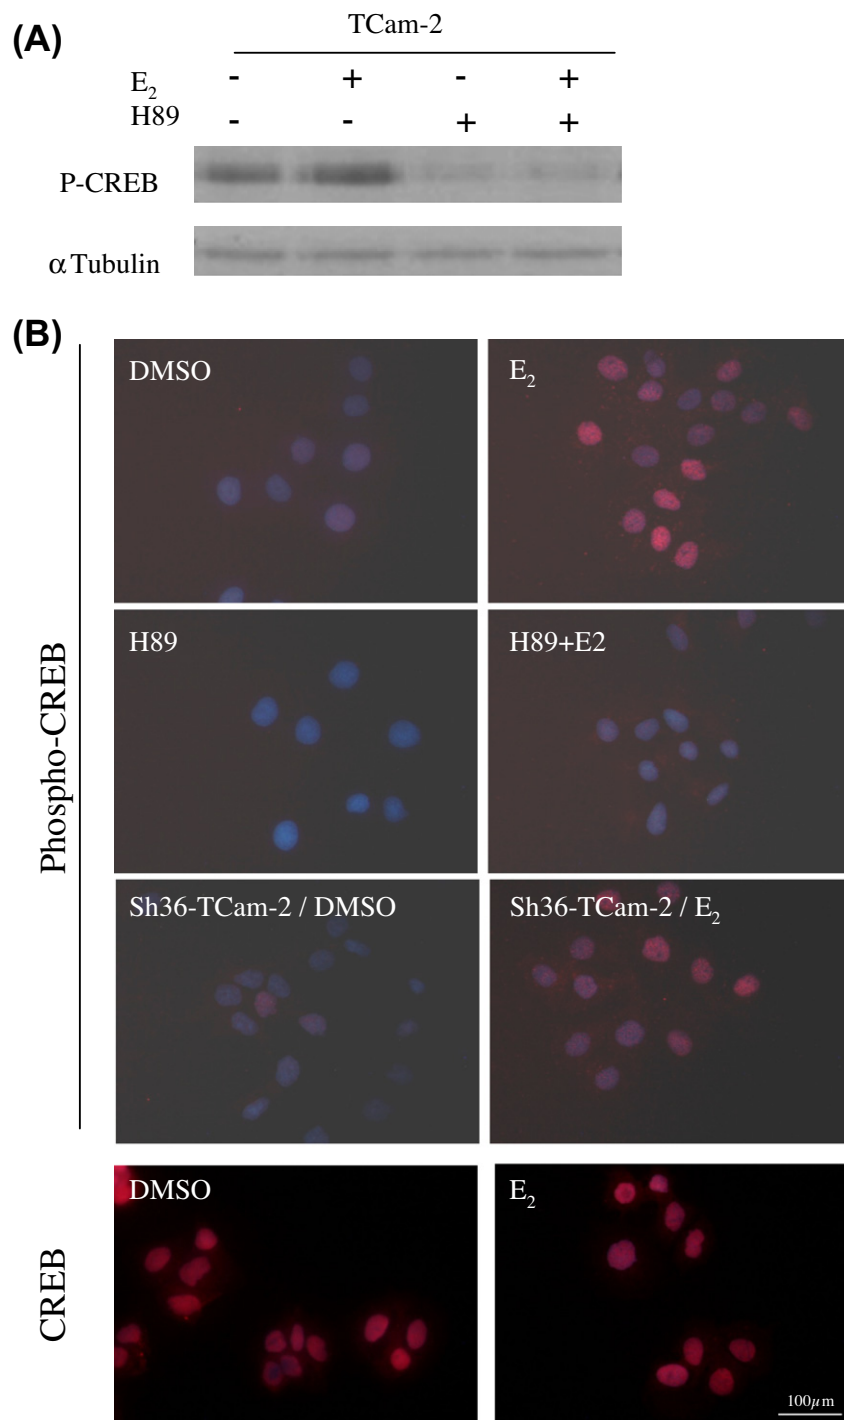 (A)
TCam-2
E₂ - + - +
H89 - - + +
P-CREB
α Tubulin
(B)
Phospho-CREB
DMSO
E₂
H89
H89+E2
Sh36-TCam-2 / DMSO
Sh36-TCam-2 / E₂
CREB
DMSO
E₂
100μm